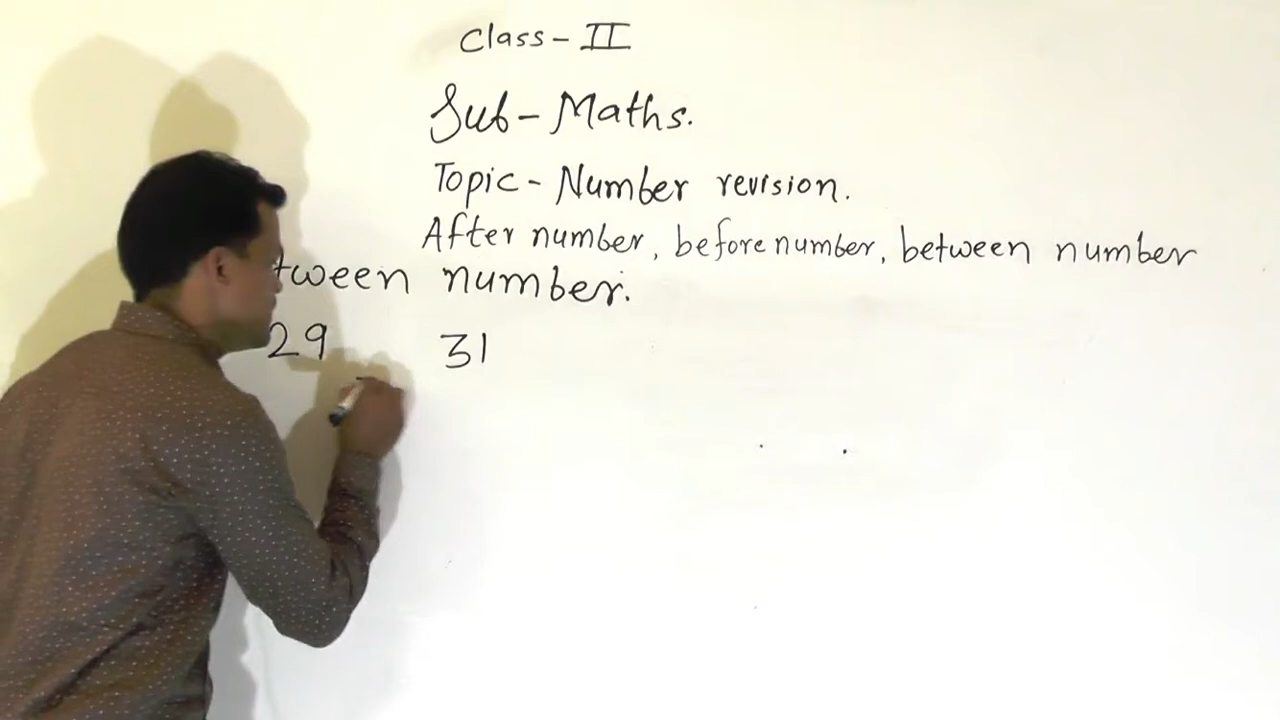 Class - II
Sub - Maths.
Topic - Number revision.
After number, before number, between number
tween number.
29 31